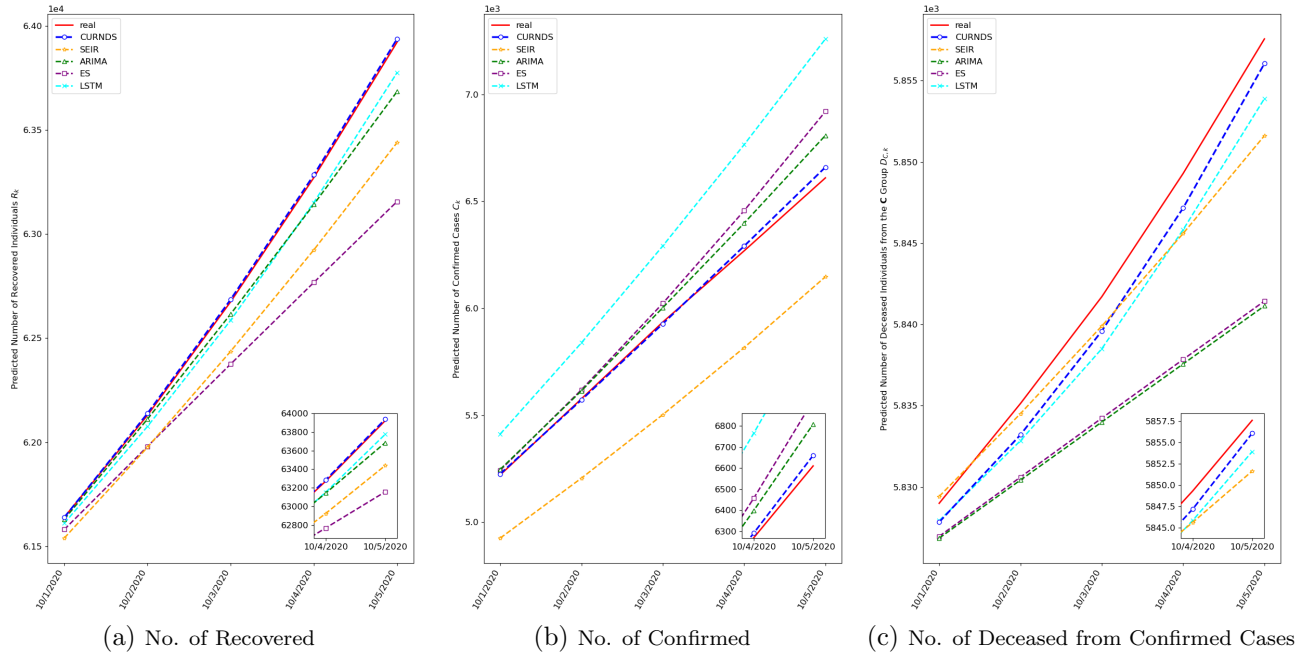 1e4
6.40
6.35
6.30
6.25
6.20
6.15
Predicted Number of Recovered Individuals R_k
real
CURNDS
SEIR
ARIMA
ES
LSTM
64000
63800
63600
63400
63200
63000
62800
10/4/2020 10/5/2020
10/1/2020 10/2/2020 10/3/2020 10/4/2020 10/5/2020
(a) No. of Recovered
1e3
7.0
6.5
6.0
5.5
5.0
Predicted Number of Confirmed Cases C_k
real
CURNDS
SEIR
ARIMA
ES
LSTM
6800
6700
6600
6500
6400
6300
10/4/2020 10/5/2020
10/1/2020 10/2/2020 10/3/2020 10/4/2020 10/5/2020
(b) No. of Confirmed
1e3
5.855
5.850
5.845
5.840
5.835
5.830
Predicted Number of Deceased Individuals from the C Group D_{C,k}
real
CURNDS
SEIR
ARIMA
ES
LSTM
5857.5
5855.0
5852.5
5850.0
5847.5
5845.0
10/4/2020 10/5/2020
10/1/2020 10/2/2020 10/3/2020 10/4/2020 10/5/2020
(c) No. of Deceased from Confirmed Cases